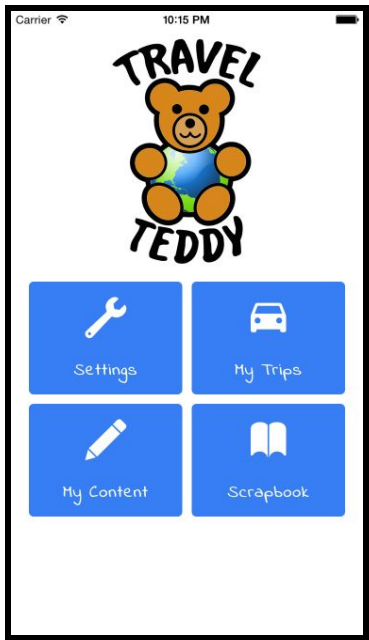 Carrier 10:15 PM
TRAVEL
TEDDY
Settings My Trips
My Content Scrapbook